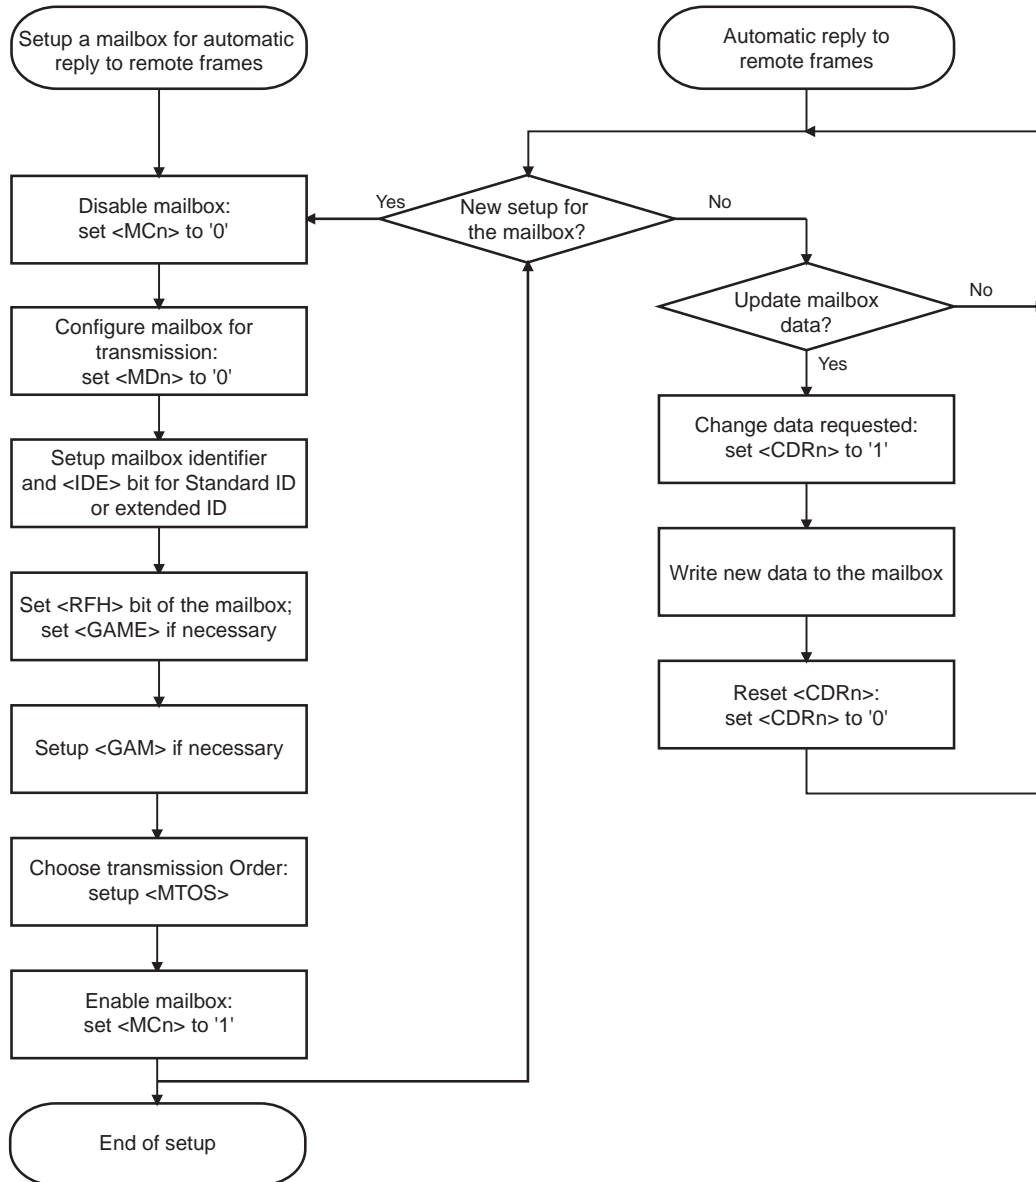 Setup a mailbox for automatic
reply to remote frames
Disable mailbox:
set <MCn> to '0'
Configure mailbox for
transmission:
set <MDn> to '0'
Setup mailbox identifier
and <IDE> bit for Standard ID
or extended ID
Set <RFH> bit of the mailbox;
set <GAME> if necessary
Setup <GAM> if necessary
Choose transmission Order:
setup <MTOS>
Enable mailbox:
set <MCn> to '1'
End of setup
Automatic reply to
remote frames
Yes
New setup for
the mailbox?
No
Update mailbox
data?
No
Yes
Change data requested:
set <CDRn> to '1'
Write new data to the mailbox
Reset <CDRn>:
set <CDRn> to '0'